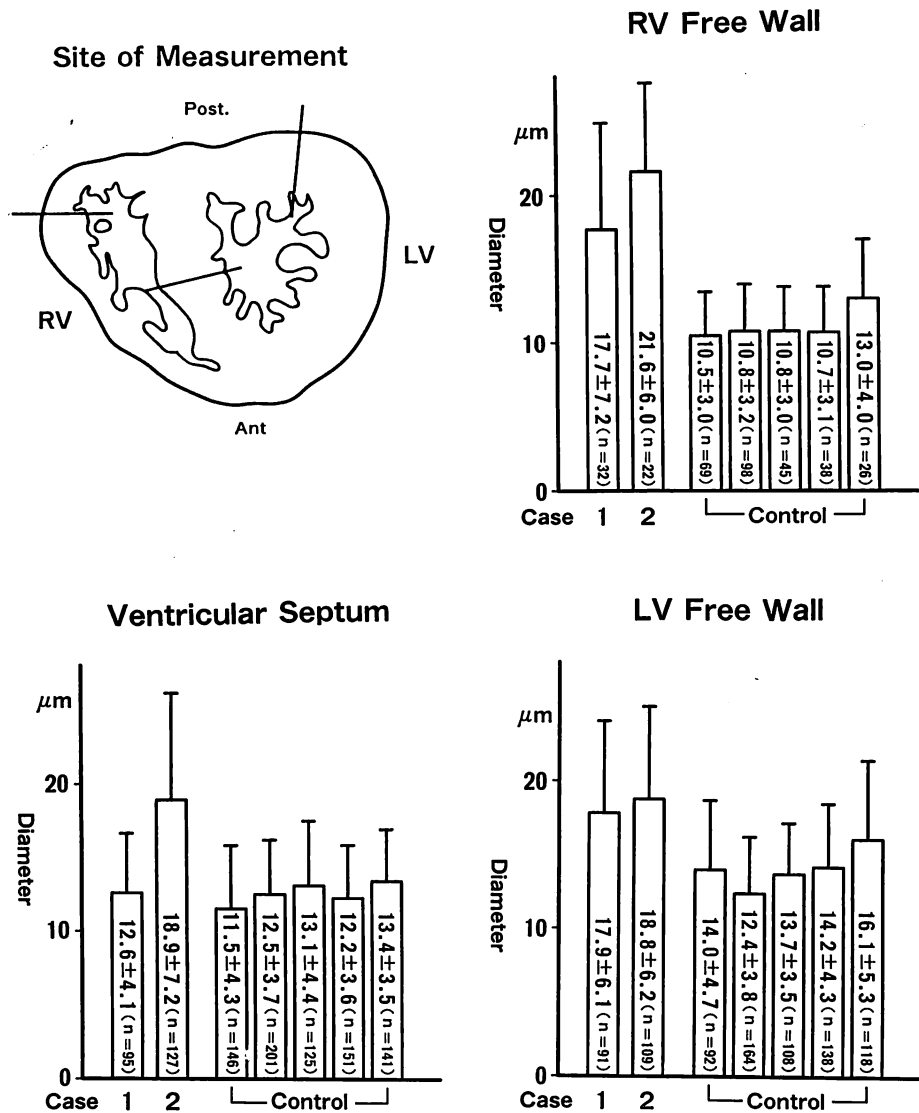 Site of Measurement
Post.
LV
RV
Ant
RV Free Wall
μm
20
Diameter
10
0
17.7±7.2(n=32)
21.6±6.0(n=22)
10.5±3.0(n=69)
10.8±3.2(n=98)
10.8±3.0(n=45)
10.7±3.1(n=38)
13.0±4.0(n=26)
Case 1 2 Control
Ventricular Septum
μm
20
Diameter
10
0
12.6±4.1(n=95)
18.9±7.2(n=127)
11.5±4.3(n=146)
12.5±3.7(n=201)
13.1±4.4(n=125)
12.2±3.6(n=151)
13.4±3.5(n=141)
Case 1 2 Control
LV Free Wall
μm
20
Diameter
10
0
17.9±6.1(n=91)
18.8±6.2(n=109)
14.0±4.7(n=92)
12.4±3.8(n=164)
13.7±3.5(n=108)
14.2±4.3(n=138)
16.1±5.3(n=118)
Case 1 2 Control